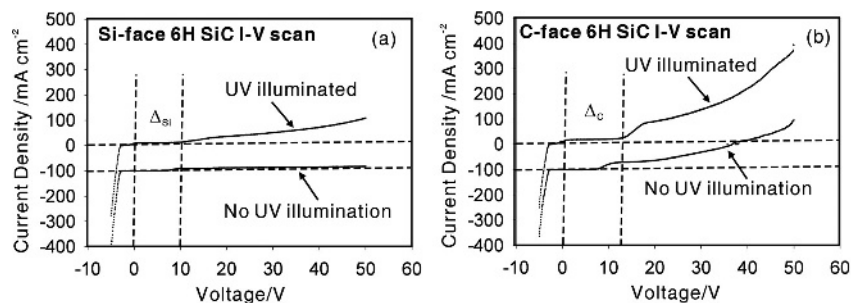 Si-face 6H SiC I-V scan
(a)
Current Density /mA cm-2
500
400
300
200
100
0
-100
-200
-300
-400
ΔSi
UV illuminated
No UV illumination
-10 0 10 20 30 40 50 60
Voltage/V
C-face 6H SiC I-V scan
(b)
Current Density /mA cm-2
500
400
300
200
100
0
-100
-200
-300
-400
UV illuminated
ΔC
No UV illumination
-10 0 10 20 30 40 50 60
Voltage/V